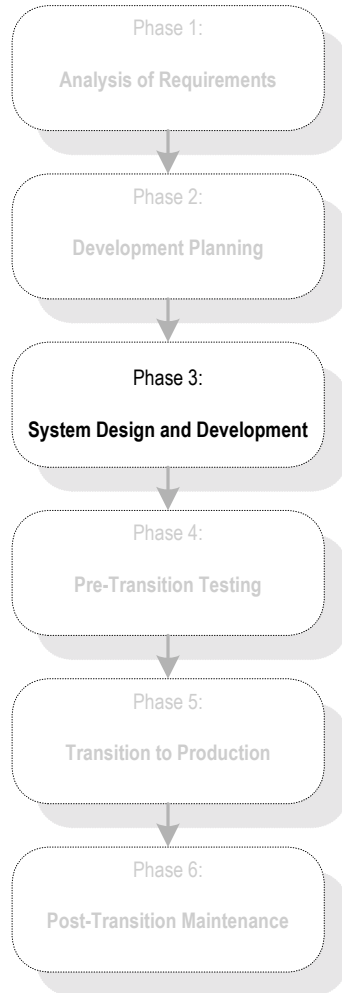 Phase 1:
Analysis of Requirements
Phase 2:
Development Planning
Phase 3:
System Design and Development
Phase 4:
Pre-Transition Testing
Phase 5:
Transition to Production
Phase 6:
Post-Transition Maintenance